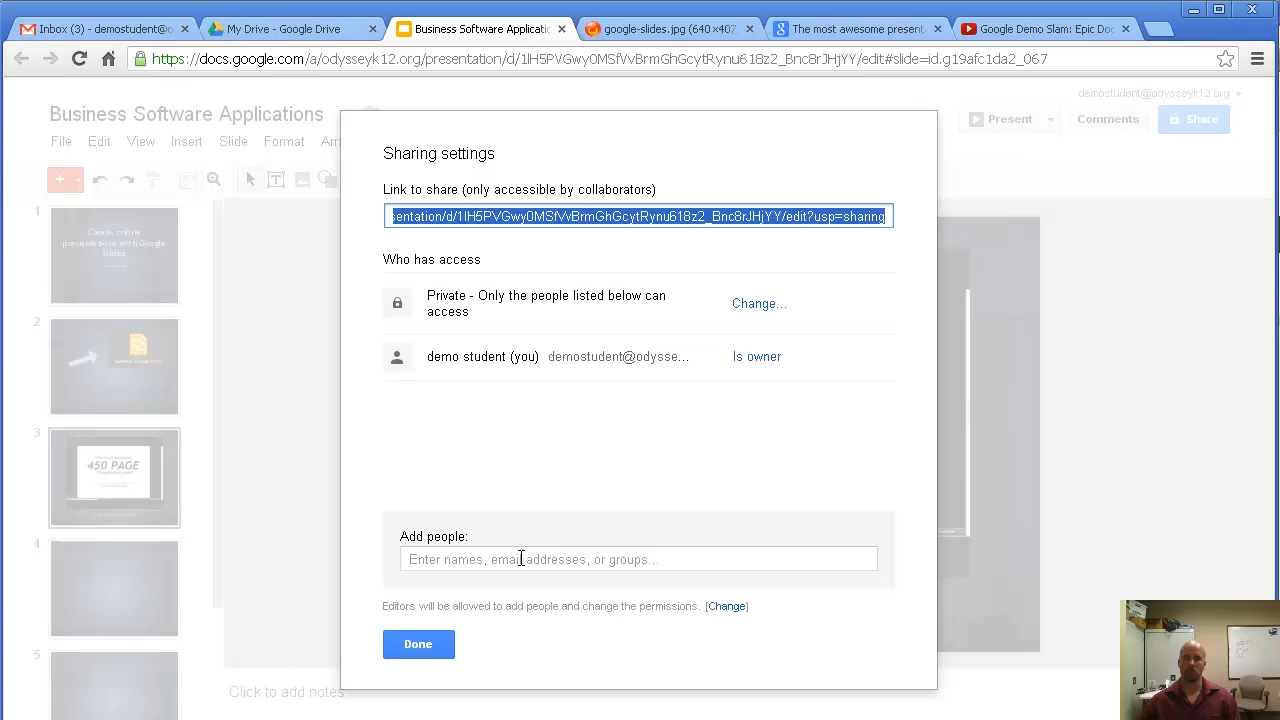 Inbox (3) - demostudent@o
My Drive - Google Drive
Business Software Applicati
google-slides.jpg (640×407
The most awesome present
Google Demo Slam: Epic Doc
https://docs.google.com/a/odysseyk12.org/presentation/d/1lH5PVGwy0MSfVvBrmGhGcytRynu618z2_Bnc8rJHjYY/edit#slide=id.g19afc1da2_067
demostudent@odysseyk12.org
Business Software Applications
File Edit View Insert Slide Format Arra
Present
Comments
Share
Sharing settings
Link to share (only accessible by collaborators)
sentation/d/1lH5PVGwy0MSfVvBrmGhGcytRynu618z2_Bnc8rJHjYY/edit?usp=sharing
Who has access
Private - Only the people listed below can
access
Change...
demo student (you) demostudent@odysse... Is owner
Add people:
Enter names, email addresses, or groups...
Editors will be allowed to add people and change the permissions. [Change]
Done
1
Create online
presentations with Google
Slides
2
3
450 PAGE
4
5
Click to add notes